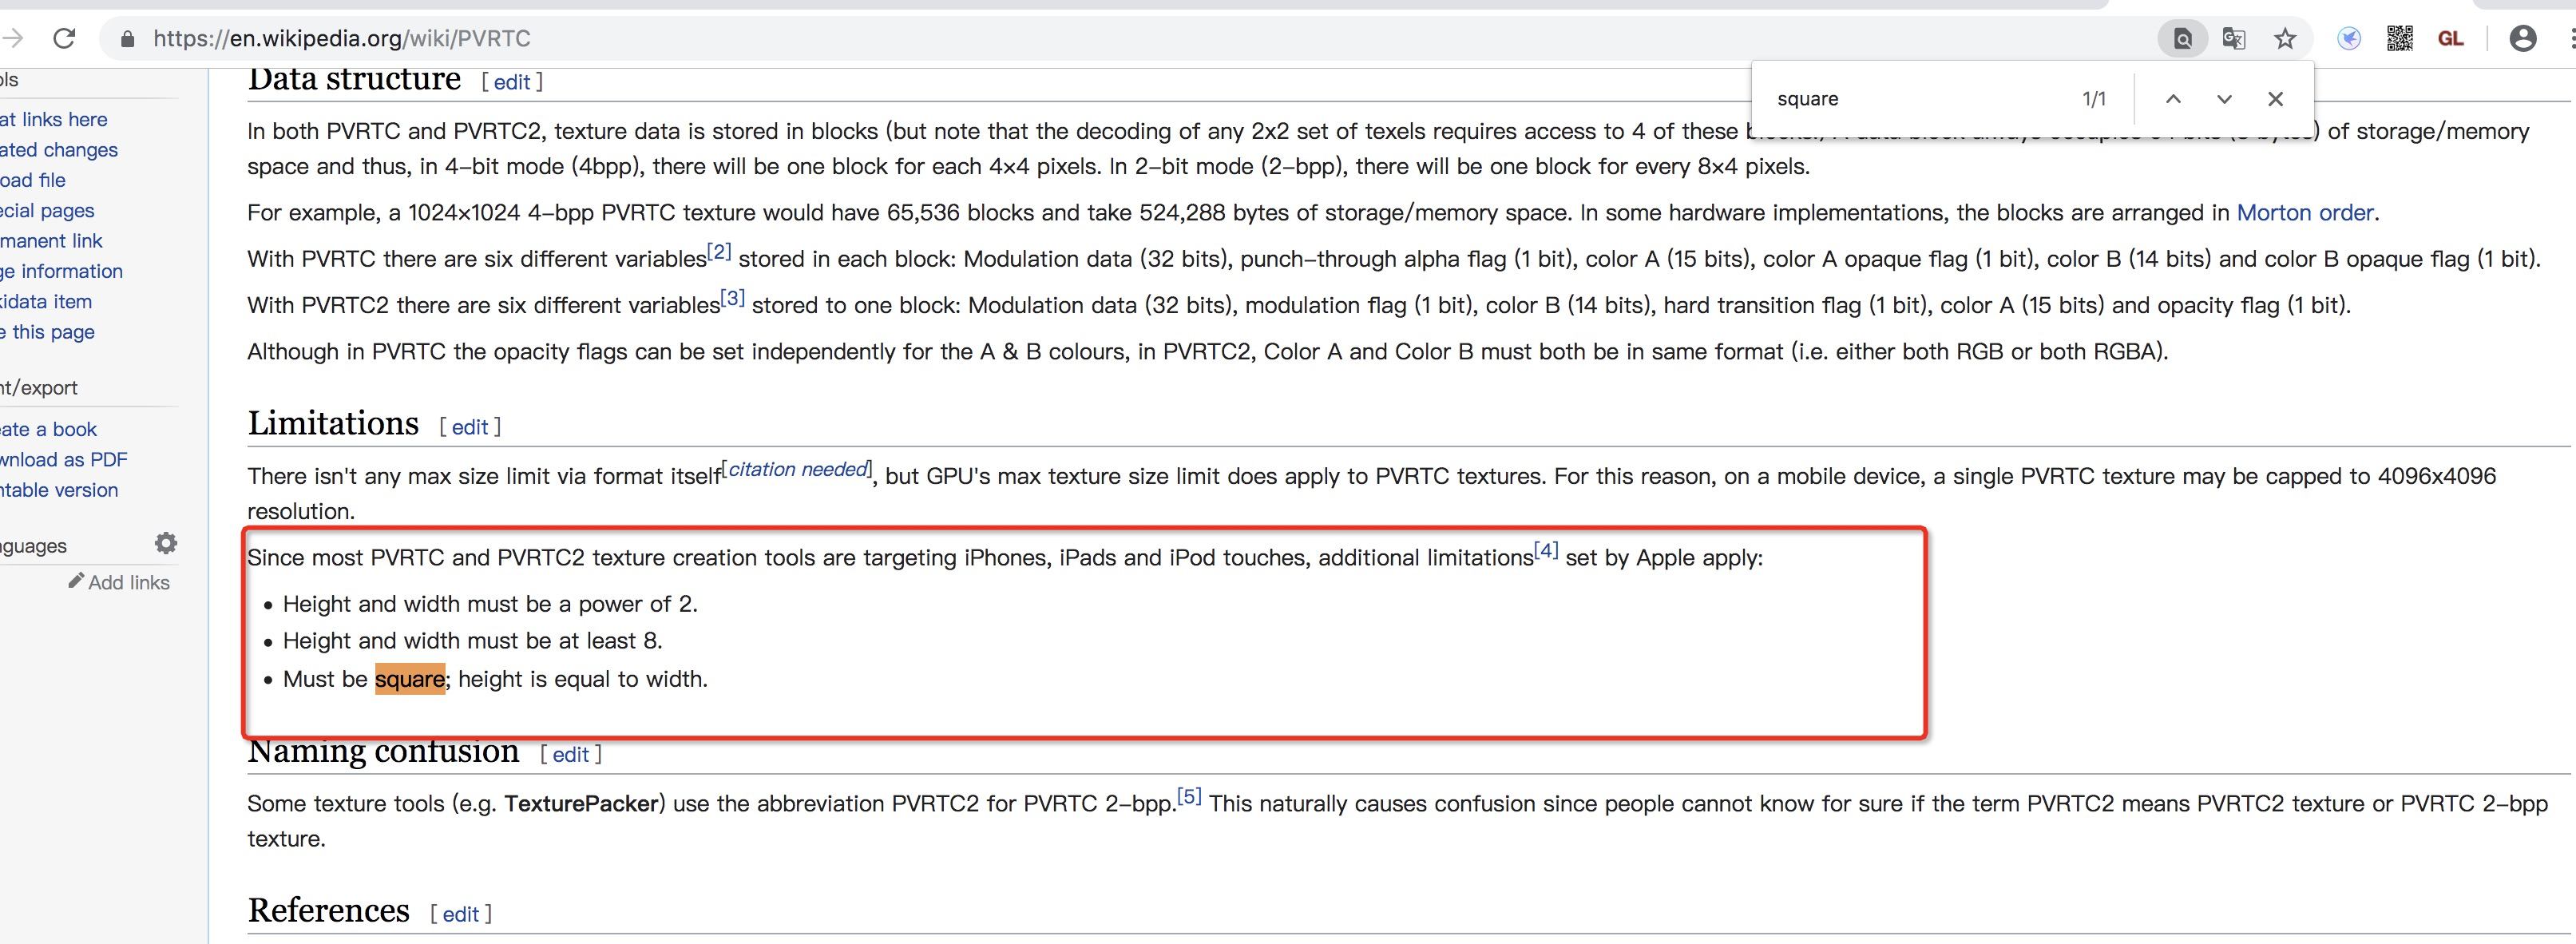 https://en.wikipedia.org/wiki/PVRTC
GL
square 1/1
ols
at links here
ated changes
oad file
ecial pages
manent link
ge information
kidata item
e this page
nt/export
eate a book
wnload as PDF
ntable version
nguages
Add links
Data structure [ edit ]
In both PVRTC and PVRTC2, texture data is stored in blocks (but note that the decoding of any 2x2 set of texels requires access to 4 of these of storage/memory
space and thus, in 4-bit mode (4bpp), there will be one block for each 4×4 pixels. In 2-bit mode (2-bpp), there will be one block for every 8×4 pixels.
For example, a 1024×1024 4-bpp PVRTC texture would have 65,536 blocks and take 524,288 bytes of storage/memory space. In some hardware implementations, the blocks are arranged in Morton order.
With PVRTC there are six different variables[2] stored in each block: Modulation data (32 bits), punch-through alpha flag (1 bit), color A (15 bits), color A opaque flag (1 bit), color B (14 bits) and color B opaque flag (1 bit).
With PVRTC2 there are six different variables[3] stored to one block: Modulation data (32 bits), modulation flag (1 bit), color B (14 bits), hard transition flag (1 bit), color A (15 bits) and opacity flag (1 bit).
Although in PVRTC the opacity flags can be set independently for the A & B colours, in PVRTC2, Color A and Color B must both be in same format (i.e. either both RGB or both RGBA).
Limitations [ edit ]
There isn't any max size limit via format itself[citation needed], but GPU's max texture size limit does apply to PVRTC textures. For this reason, on a mobile device, a single PVRTC texture may be capped to 4096x4096
resolution.
Since most PVRTC and PVRTC2 texture creation tools are targeting iPhones, iPads and iPod touches, additional limitations[4] set by Apple apply:
• Height and width must be a power of 2.
• Height and width must be at least 8.
• Must be square; height is equal to width.
Naming confusion [ edit ]
Some texture tools (e.g. TexturePacker) use the abbreviation PVRTC2 for PVRTC 2-bpp.[5] This naturally causes confusion since people cannot know for sure if the term PVRTC2 means PVRTC2 texture or PVRTC 2-bpp
texture.
References [ edit ]